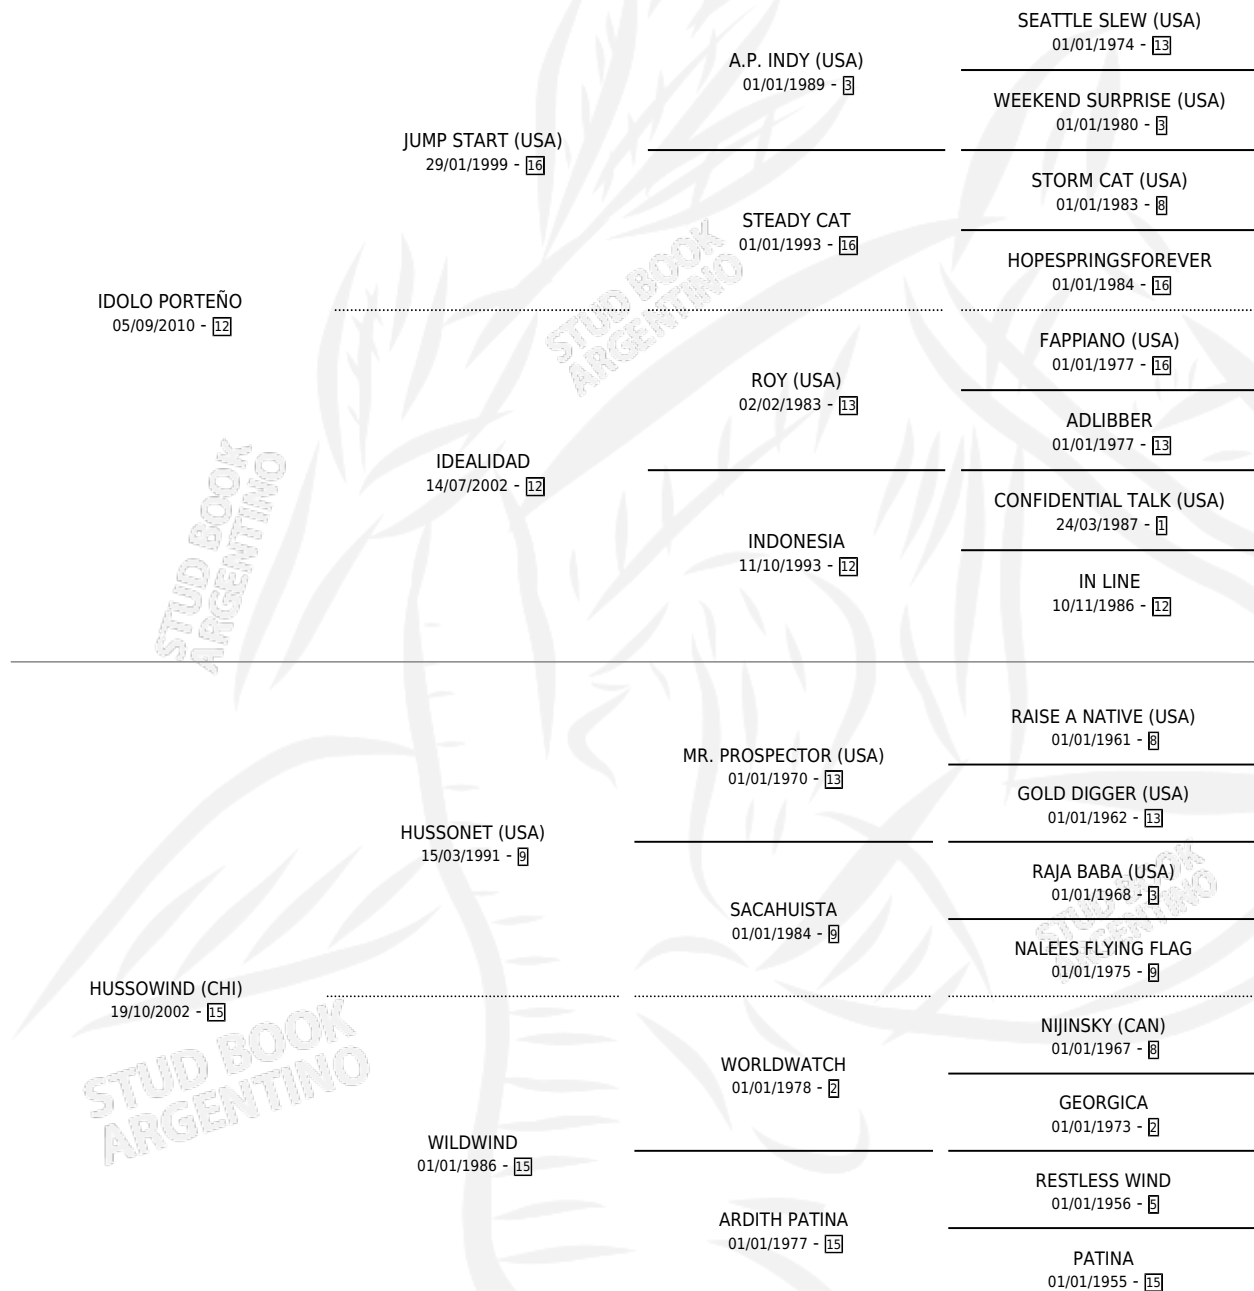 SEATTLE SLEW (USA)
01/01/1974 - 13
A.P. INDY (USA)
01/01/1989 - 3
WEEKEND SURPRISE (USA)
01/01/1980 - 3
JUMP START (USA)
29/01/1999 - 16
STORM CAT (USA)
01/01/1983 - 8
STEADY CAT
01/01/1993 - 16
HOPESPRINGSFOREVER
01/01/1984 - 16
IDOLO PORTEÑO
05/09/2010 - 12
FAPPIANO (USA)
01/01/1977 - 16
ROY (USA)
02/02/1983 - 13
ADLIBBER
01/01/1977 - 13
IDEALIDAD
14/07/2002 - 12
CONFIDENTIAL TALK (USA)
24/03/1987 - 1
INDONESIA
11/10/1993 - 12
IN LINE
10/11/1986 - 12
RAISE A NATIVE (USA)
01/01/1961 - 8
MR. PROSPECTOR (USA)
01/01/1970 - 13
GOLD DIGGER (USA)
01/01/1962 - 13
HUSSONET (USA)
15/03/1991 - 9
RAJA BABA (USA)
01/01/1968 - 3
SACAHUISTA
01/01/1984 - 9
NALEES FLYING FLAG
01/01/1975 - 9
HUSSOWIND (CHI)
19/10/2002 - 15
NIJINSKY (CAN)
01/01/1967 - 8
WORLDWATCH
01/01/1978 - 2
GEORGICA
01/01/1973 - 2
WILDWIND
01/01/1986 - 15
RESTLESS WIND
01/01/1956 - 5
ARDITH PATINA
01/01/1977 - 15
PATINA
01/01/1955 - 15
STUD BOOK
ARGENTINO
STUD BOOK
ARGENTINO
STUD BOOK
ARGENTINO
STUD BOOK
ARGENTINO